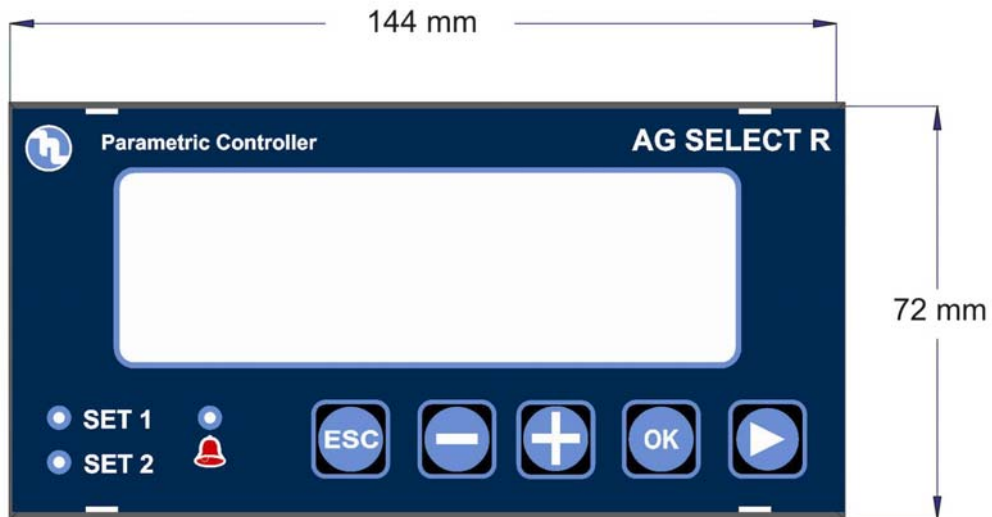 144 mm
Parametric Controller AG SELECT R
72 mm
SET 1
SET 2
ESC OK